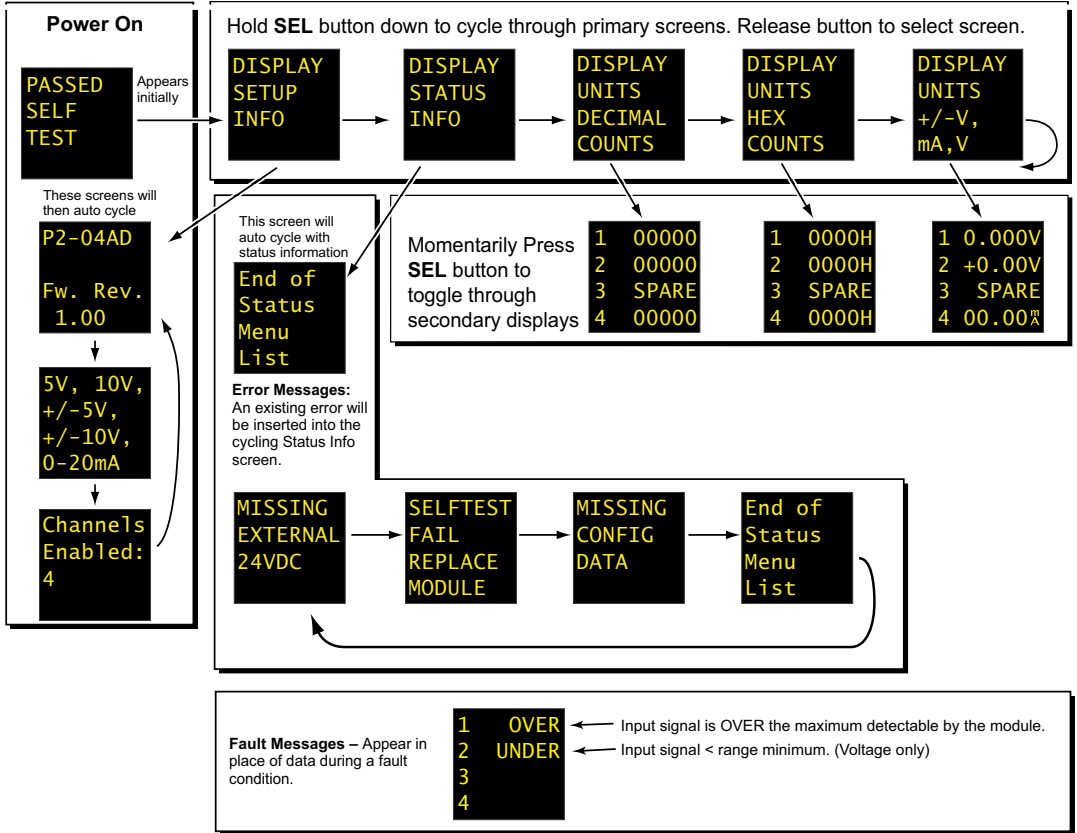 Power On
PASSED
SELF
TEST
Appears
initially
These screens will
then auto cycle
P2-04AD
Fw. Rev.
1.00
5V, 10V,
+/-5V,
+/-10V,
0-20mA
Channels
Enabled:
4
Hold SEL button down to cycle through primary screens. Release button to select screen.
DISPLAY
SETUP
INFO
DISPLAY
STATUS
INFO
DISPLAY
UNITS
DECIMAL
COUNTS
DISPLAY
UNITS
HEX
COUNTS
DISPLAY
UNITS
+/-V,
mA,V
This screen will
auto cycle with
status information
End of
Status
Menu
List
Error Messages:
An existing error will
be inserted into the
cycling Status Info
screen.
Momentarily Press
SEL button to
toggle through
secondary displays
1 00000
2 00000
3 SPARE
4 00000
1 0000H
2 0000H
3 SPARE
4 0000H
1 0.000V
2 +0.00V
3 SPARE
4 00.00mA
MISSING
EXTERNAL
24VDC
SELFTEST
FAIL
REPLACE
MODULE
MISSING
CONFIG
DATA
End of
Status
Menu
List
Fault Messages – Appear in
place of data during a fault
condition.
1 OVER
2 UNDER
3
4
Input signal is OVER the maximum detectable by the module.
Input signal < range minimum. (Voltage only)